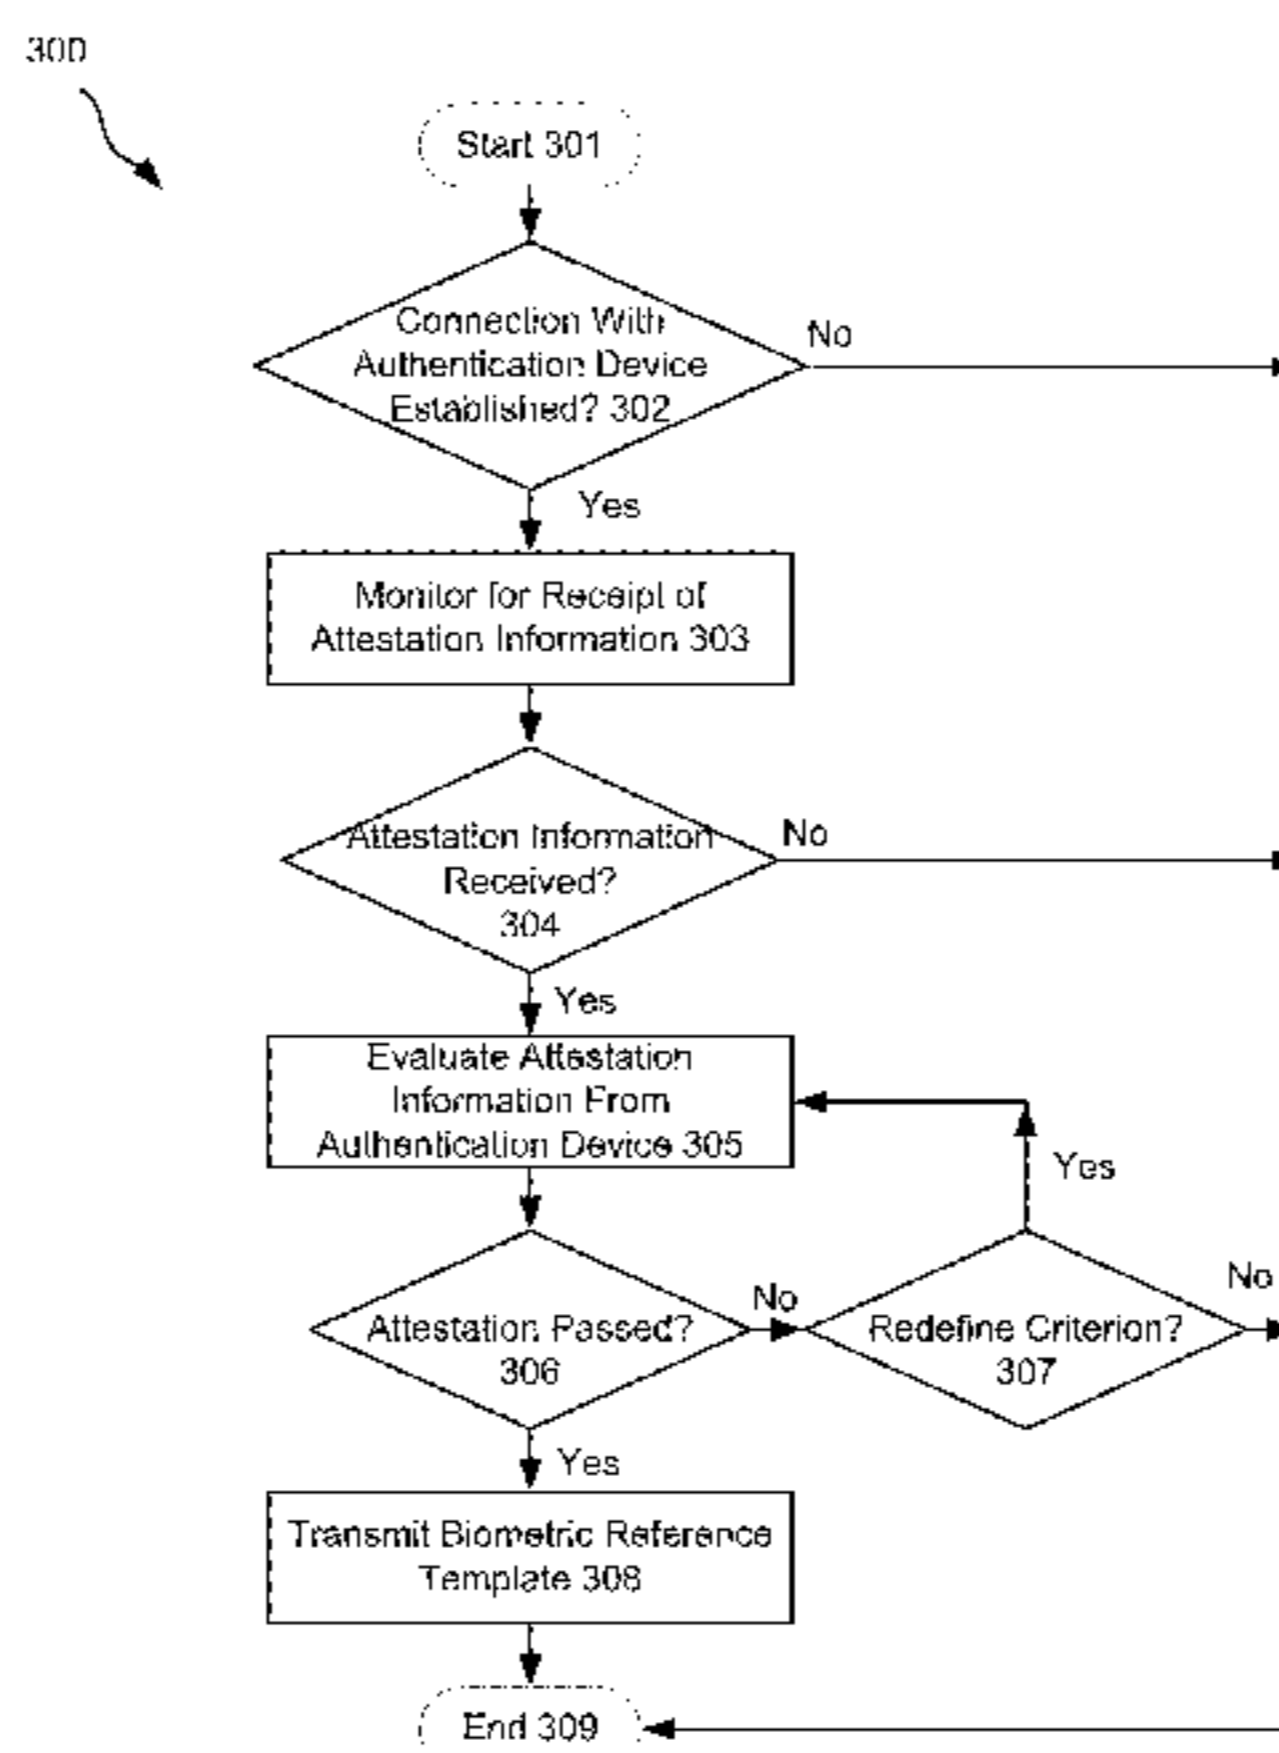 300
Start 301
Connection With
Authentication Device
Established? 302
No
Yes
Monitor for Receipt of
Attestation Information 303
Attestation Information
Received?
304
No
Yes
Evaluate Attestation
Information From
Authentication Device 305
Yes
Attestation Passed?
306
No
Redefine Criterion?
307
No
Yes
Transmit Biometric Reference
Template 308
End 309